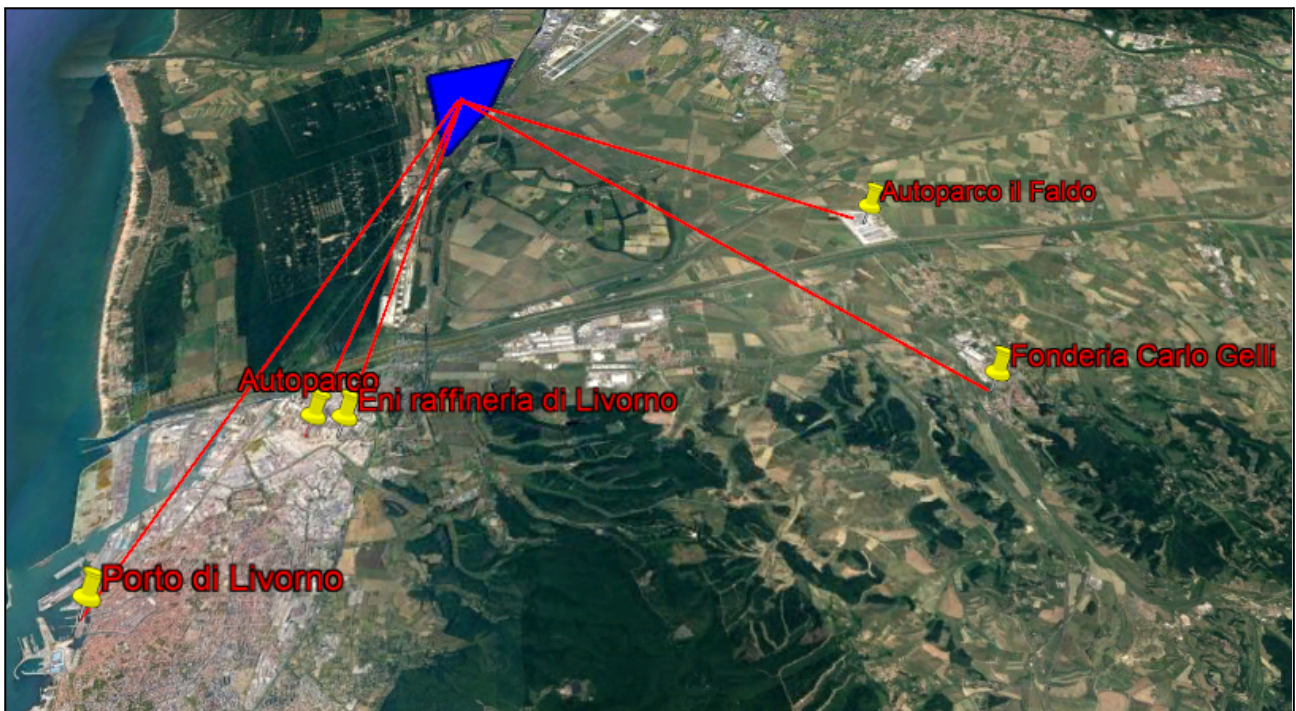 Autoparco il Faldo
Fonderia Carlo Gelli
Autoparco
Eni raffineria di Livorno
Porto di Livorno